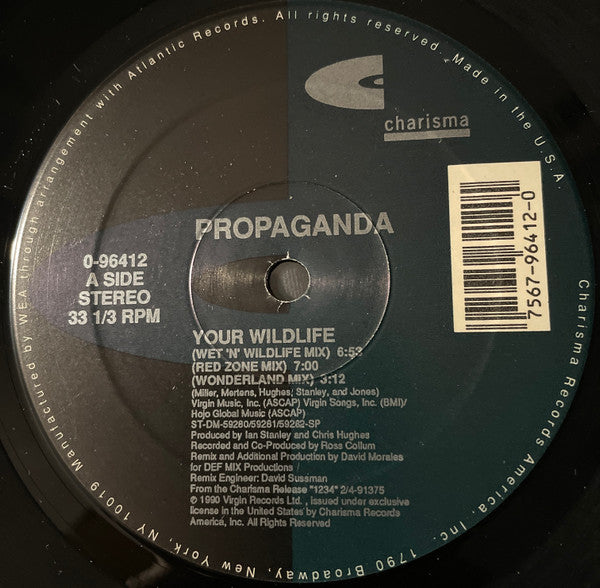 Manufactured by WEA through arrangement with Atlantic Records. All rights reserved. Made in the U.S.A.
charisma
PROPAGANDA
0-96412
A SIDE
STEREO
33 1/3 RPM
7567-96412-0
YOUR WILDLIFE
(WET 'N' WILDLIFE MIX) 6:53
(RED ZONE MIX) 7:00
(WONDERLAND MIX) 3:12
(Miller, Mertens, Hughes, Stanley, and Jones)
Virgin Music, Inc. (ASCAP) Virgin Songs, Inc. (BMI)/
Hojo Global Music (ASCAP)
ST-DM-59280/59281/59282-SP
Produced by Ian Stanley and Chris Hughes
Recorded and Co-Produced by Ross Collum
Remix and Additional Production by David Morales
for DEF MIX Productions
Remix Engineer: David Sussman
From the Charisma Release "1234" 2/4-91375
© 1990 Virgin Records Ltd., issued under exclusive
license in the United States by Charisma Records
America, Inc. All Rights Reserved
Charisma Records America, Inc. 1790 Broadway, New York, NY 10019